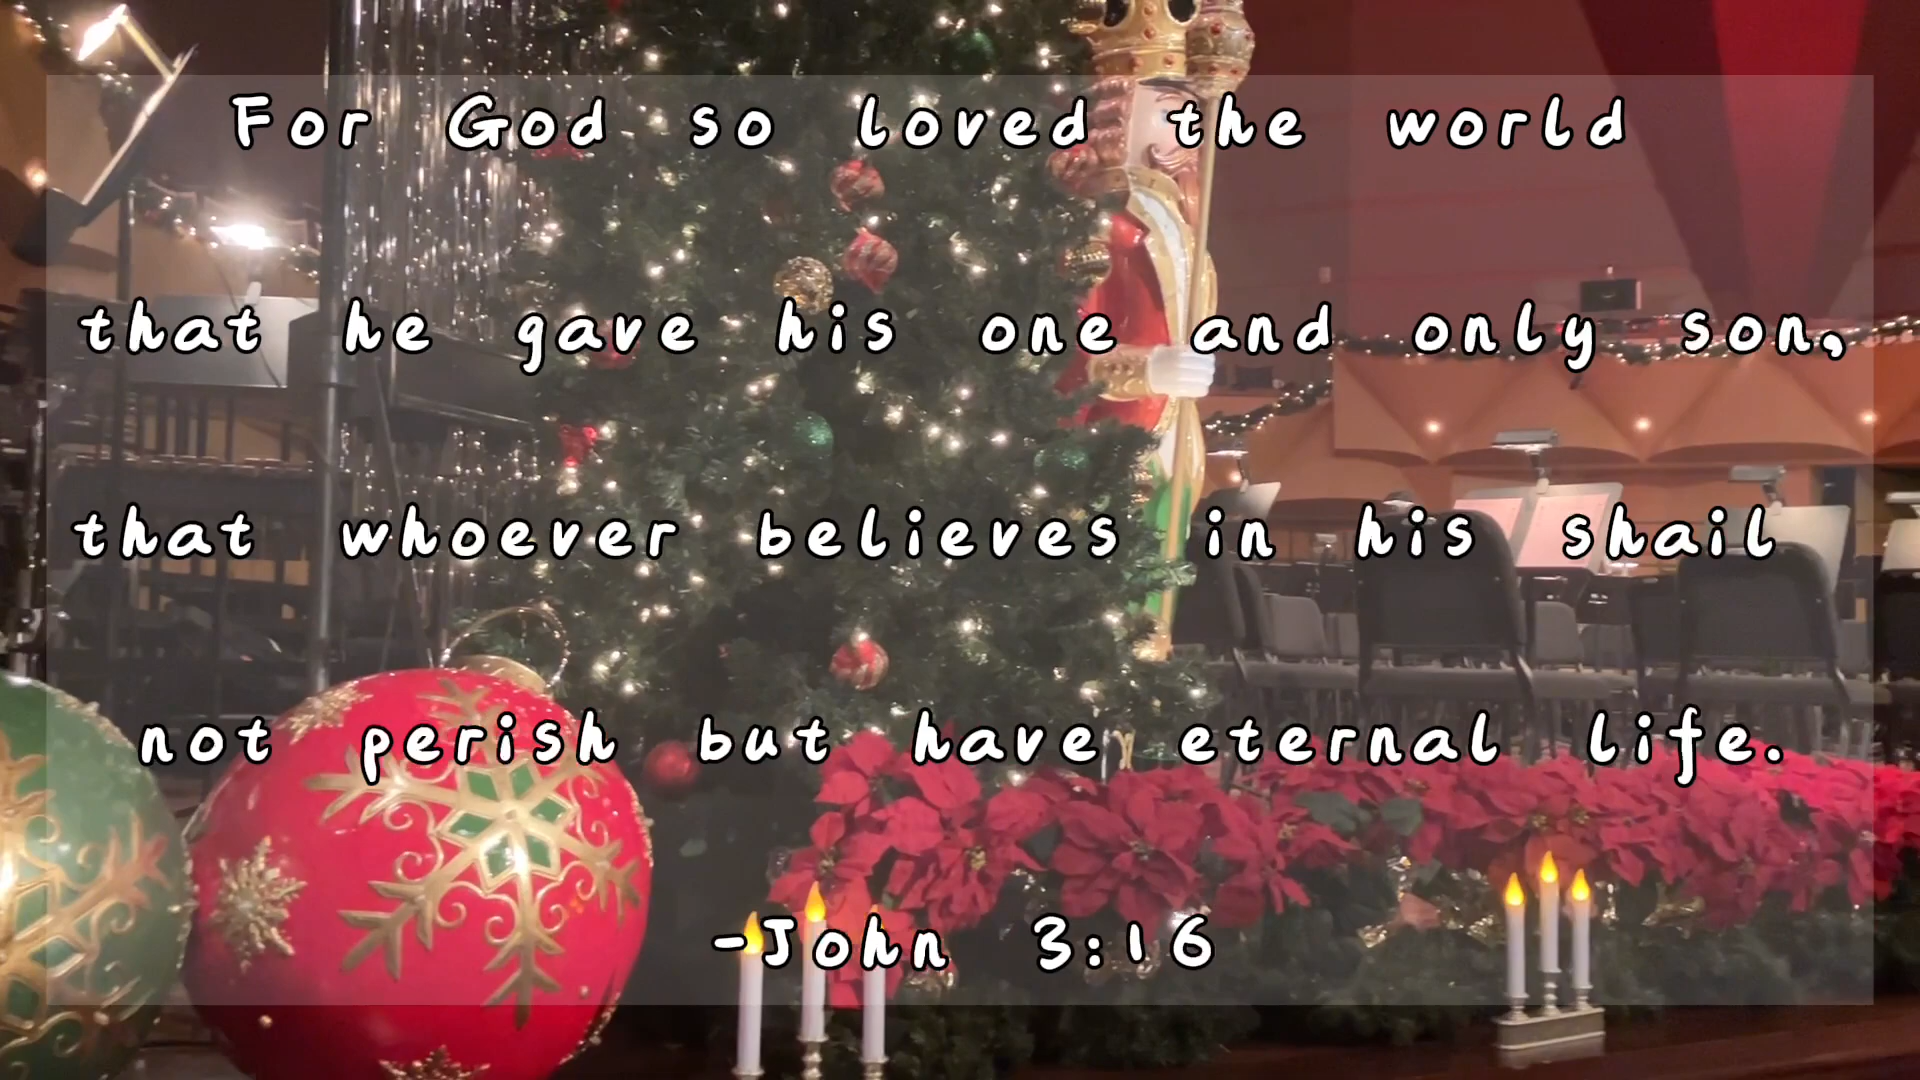 For God so loved the world
that he gave his one and only son,
that whoever believes in his shail
not perish but have eternal life.
-John 3:16